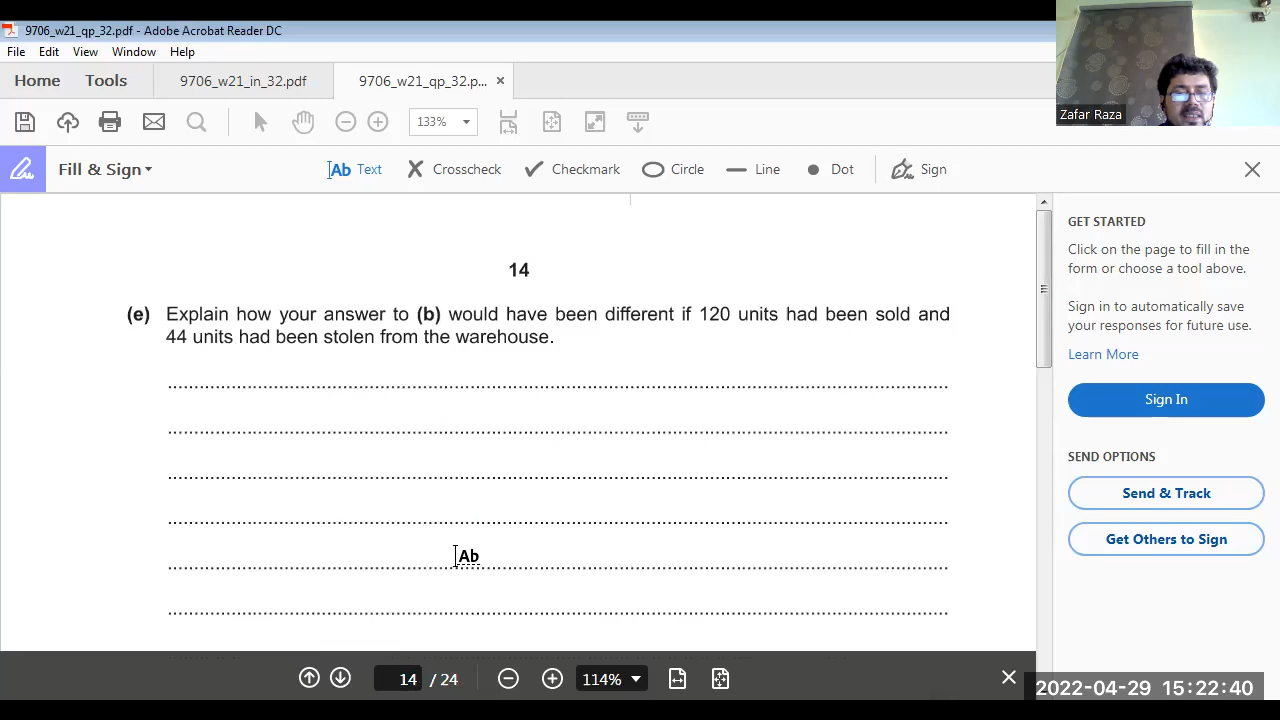 9706_w21_qp_32.pdf - Adobe Acrobat Reader DC
File Edit View Window Help
Home Tools 9706_w21_in_32.pdf 9706_w21_qp_32.p... ×
133%
Fill & Sign Ab Text Crosscheck Checkmark Circle Line Dot Sign
Zafar Raza
14
(e) Explain how your answer to (b) would have been different if 120 units had been sold and
44 units had been stolen from the warehouse.
Ab
GET STARTED
Click on the page to fill in the
form or choose a tool above.
Sign in to automatically save
your responses for future use.
Learn More
Sign In
SEND OPTIONS
Send & Track
Get Others to Sign
14 / 24 114%
2022-04-29 15:22:40